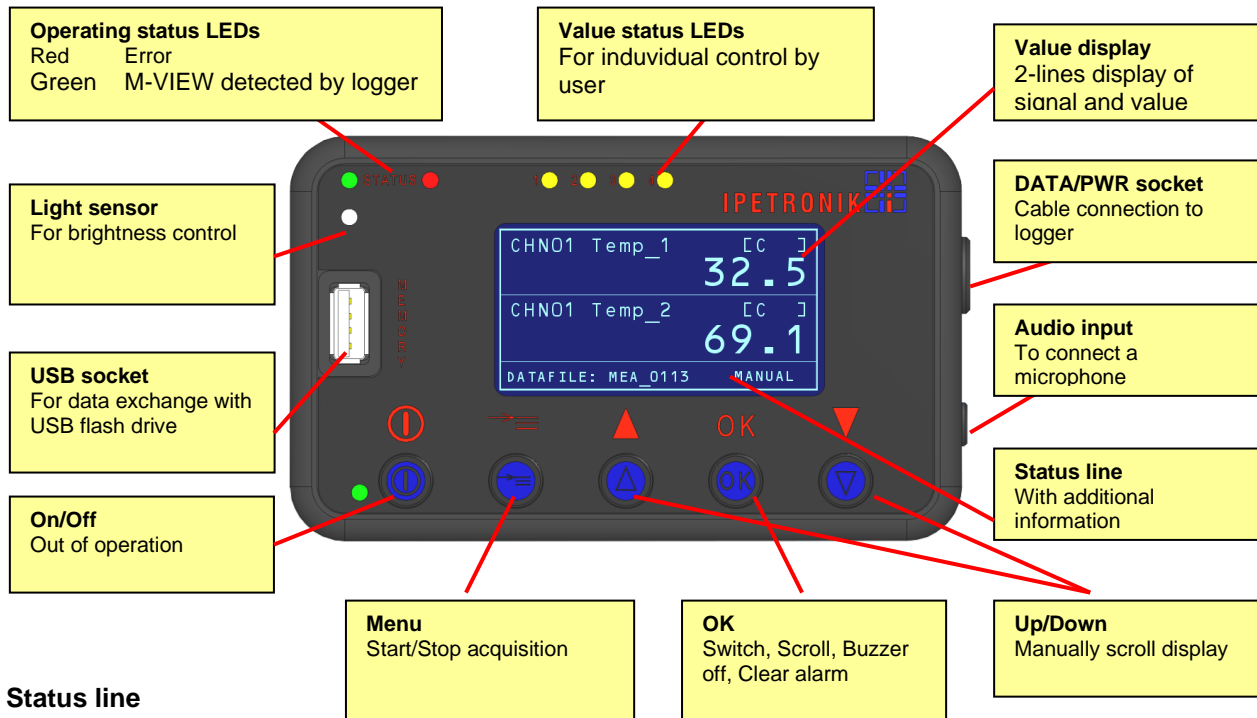 Operating status LEDs
Red Error
Green M-VIEW detected by logger
Value status LEDs
For induvidual control by
user
Value display
2-lines display of
signal and value
Light sensor
For brightness control
STATUS
1 2 3 4
IPETRONIK
DATA/PWR socket
Cable connection to
logger
CHNO1 Temp_1 [C ]
32.5
CHNO1 Temp_2 [C ]
69.1
DATAFILE: MEA_0113 MANUAL
MEMORY
Audio input
To connect a
microphone
USB socket
For data exchange with
USB flash drive
OK
OK
Status line
With additional
information
On/Off
Out of operation
Menu
Start/Stop acquisition
OK
Switch, Scroll, Buzzer
off, Clear alarm
Up/Down
Manually scroll display
Status line